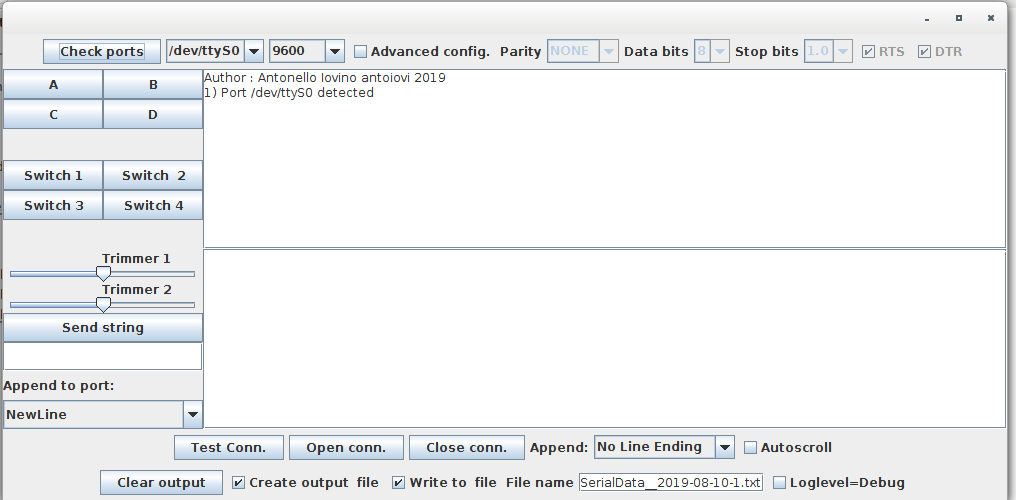 Check ports /dev/ttyS0 9600 Advanced config. Parity NONE Data bits 8 Stop bits 1.0 RTS DTR
A B
C D
Switch 1 Switch  2
Switch 3 Switch 4
Trimmer 1
Trimmer 2
Send string
Append to port:
NewLine
Author : Antonello Iovino antoiovi 2019
1) Port /dev/ttyS0 detected
Test Conn. Open conn. Close conn. Append: No Line Ending Autoscroll
Clear output Create output  file Write to  file File name SerialData__2019-08-10-1.txt Loglevel=Debug